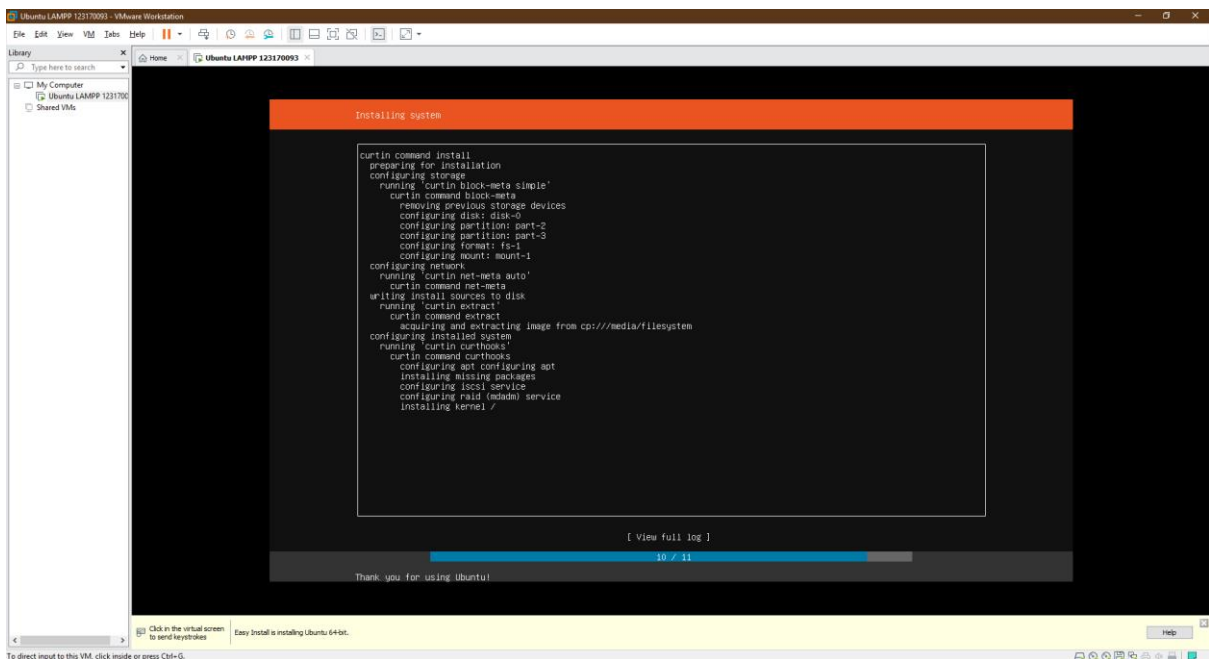 Ubuntu LAMPP 123170093 - VMware Workstation
File Edit View VM Tabs Help
Library
Type here to search
My Computer
Ubuntu LAMPP 1231700
Shared VMs
Home
Ubuntu LAMPP 123170093
Installing system
curtin command install
preparing for installation
configuring storage
running 'curtin block-meta simple'
curtin command block-meta
removing previous storage devices
configuring disk: disk-0
configuring partition: part-2
configuring partition: part-3
configuring format: fs-1
configuring mount: mount-1
configuring network
running 'curtin net-meta auto'
curtin command net-meta
writing install sources to disk
running 'curtin extract'
curtin command extract
acquiring and extracting image from cp:///media/filesystem
configuring installed system
running 'curtin curthooks'
curtin command curthooks
configuring apt configuring apt
installing missing packages
configuring iscsi service
configuring raid (mdadm) service
installing kernel /
[ View full log ]
10 / 11
Thank you for using Ubuntu!
Click in the virtual screen
to send keystrokes
Easy Install is installing Ubuntu 64-bit.
Help
To direct input to this VM, click inside or press Ctrl+G.